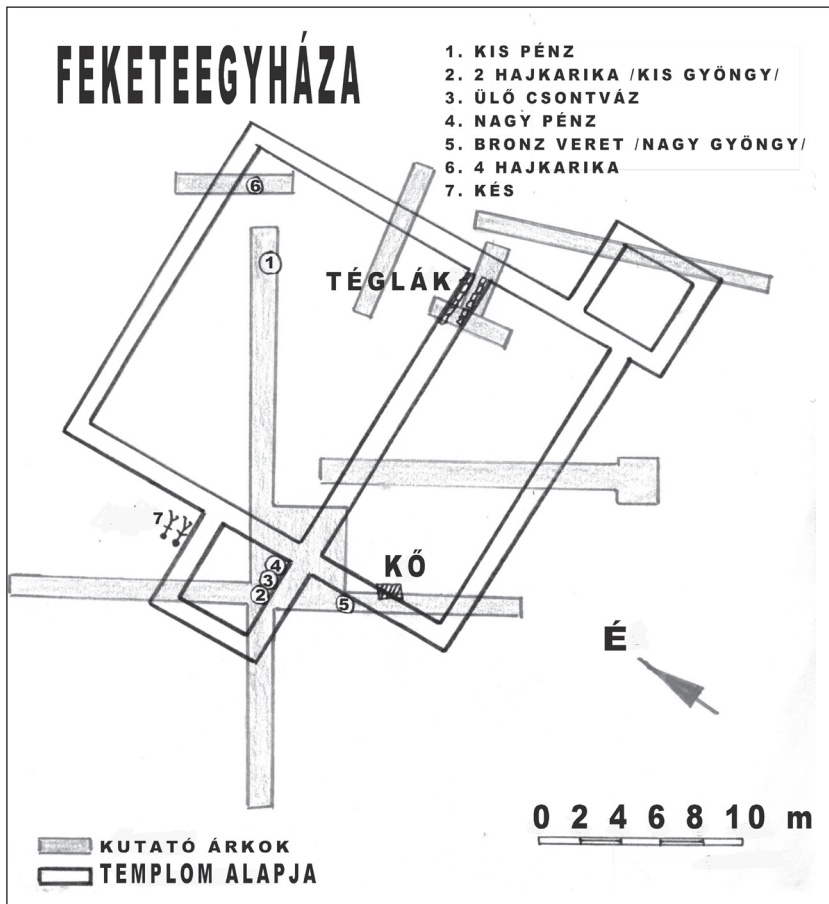 FEKETEEGYHÁZA
1. KIS PÉNZ
2. 2 HAJKARIKA /KIS GYÖNGY/
3. ÜLŐ CSONTVÁZ
4. NAGY PÉNZ
5. BRONZ VERET /NAGY GYÖNGY/
6. 4 HAJKARIKA
7. KÉS
6
1
TÉGLÁK
7
4
3
2
KŐ
5
É
0 2 4 6 8 10 m
KUTATÓ ÁRKOK
TEMPLOM ALAPJA